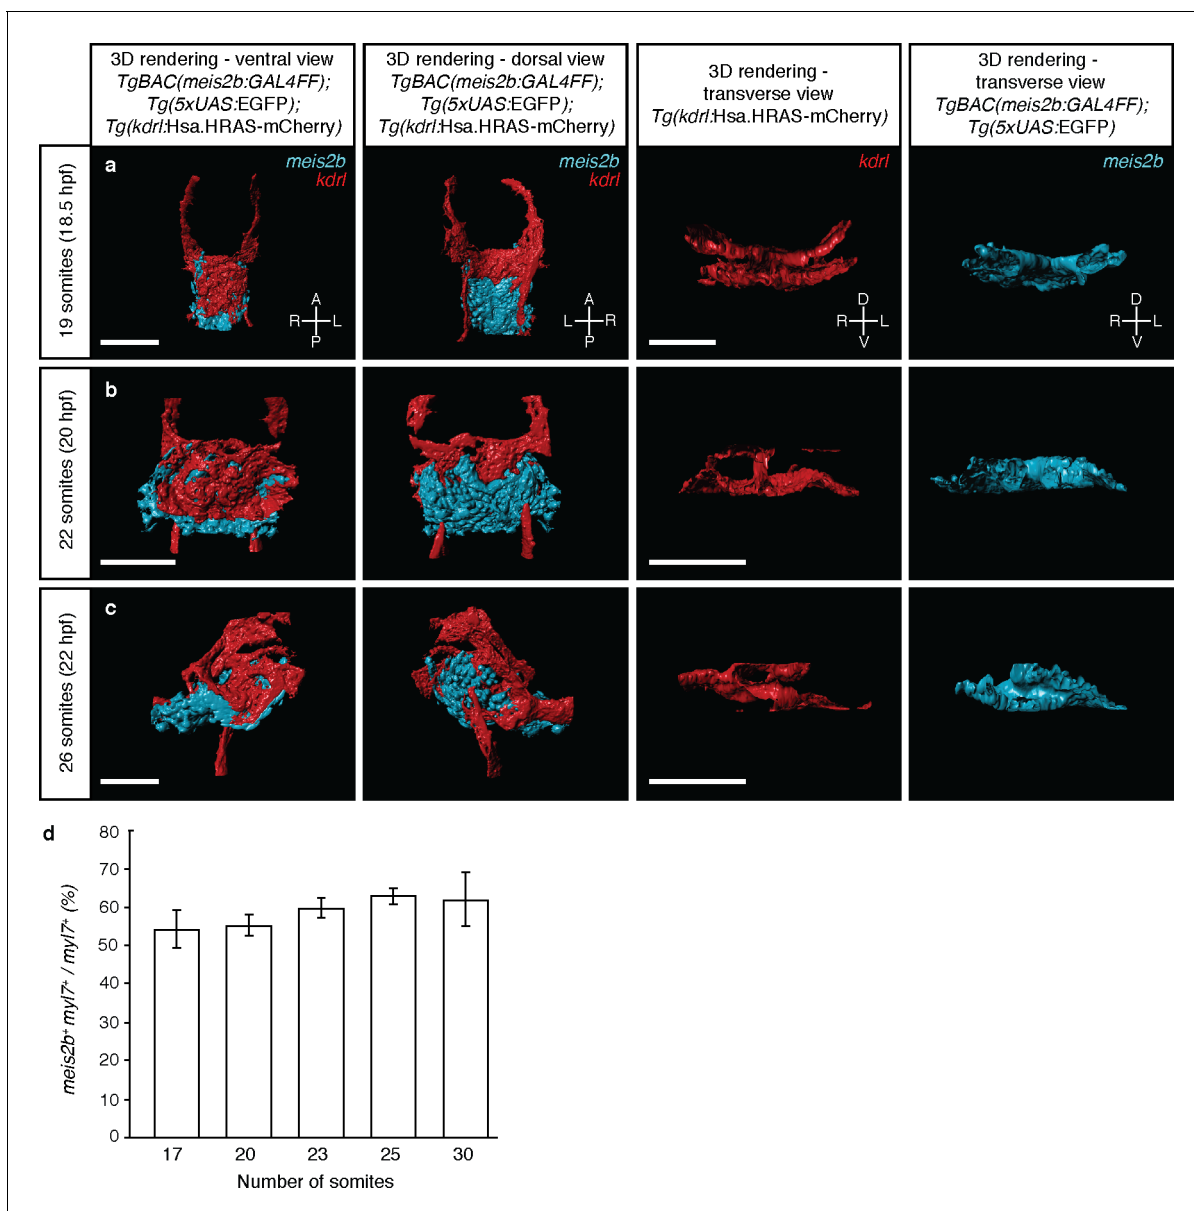 3D rendering - ventral view
TgBAC(meis2b:GAL4FF);
Tg(5xUAS:EGFP);
Tg(kdrl:Hsa.HRAS-mCherry)
3D rendering - dorsal view
TgBAC(meis2b:GAL4FF);
Tg(5xUAS:EGFP);
Tg(kdrl:Hsa.HRAS-mCherry)
3D rendering -
transverse view
Tg(kdrl:Hsa.HRAS-mCherry)
3D rendering -
transverse view
TgBAC(meis2b:GAL4FF);
Tg(5xUAS:EGFP)
19 somites (18.5 hpf)
a
meis2b
kdrl
A
R L
P
meis2b
kdrl
A
L R
P
kdrl
D
R L
V
meis2b
D
R L
V
22 somites (20 hpf)
b
26 somites (22 hpf)
c
d
meis2b⁺ myl7⁺ / myl7⁺ (%)
80
70
60
50
40
30
20
10
0
17 20 23 25 30
Number of somites